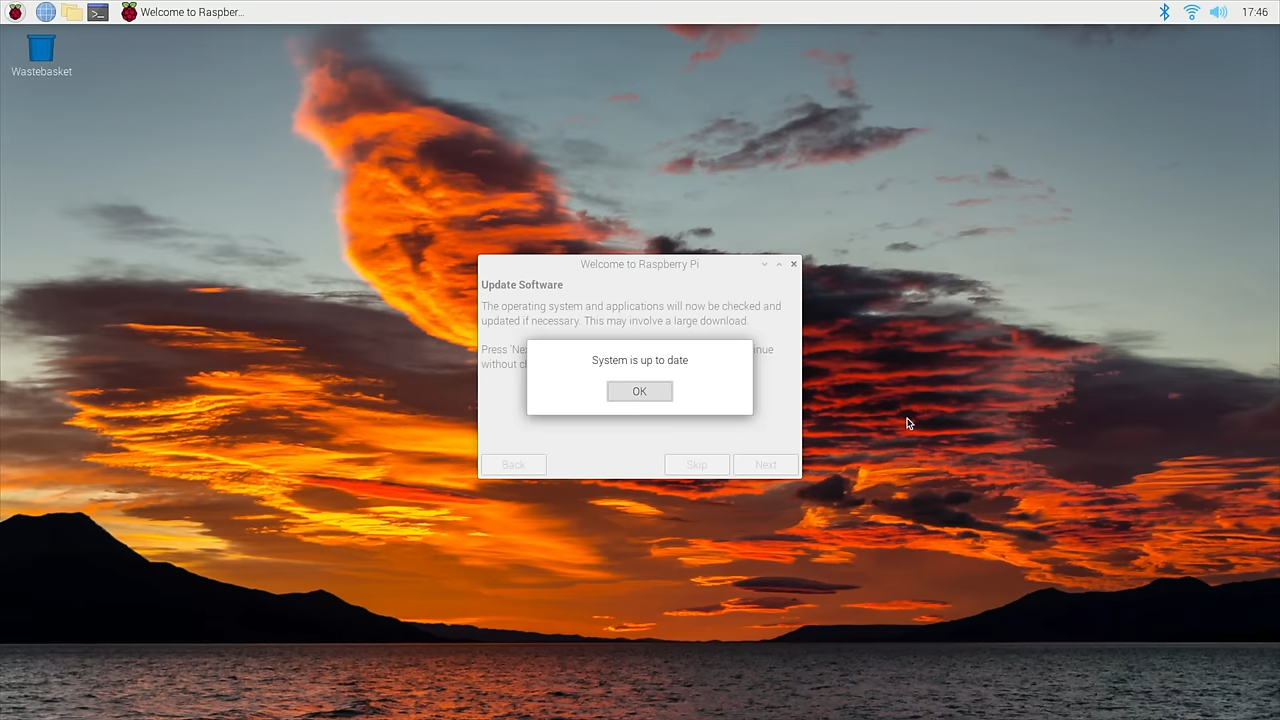 Welcome to Raspber...
17:46
Wastebasket
Welcome to Raspberry Pi
Update Software
The operating system and applications will now be checked and
updated if necessary. This may involve a large download.
Press 'Ne
nue
without c
System is up to date
OK
Back
Skip
Next